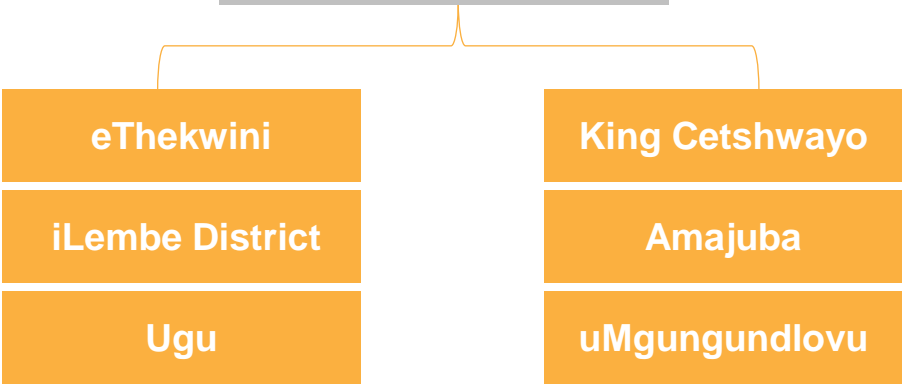 eThekwini
King Cetshwayo
iLembe District
Amajuba
Ugu
uMgungundlovu